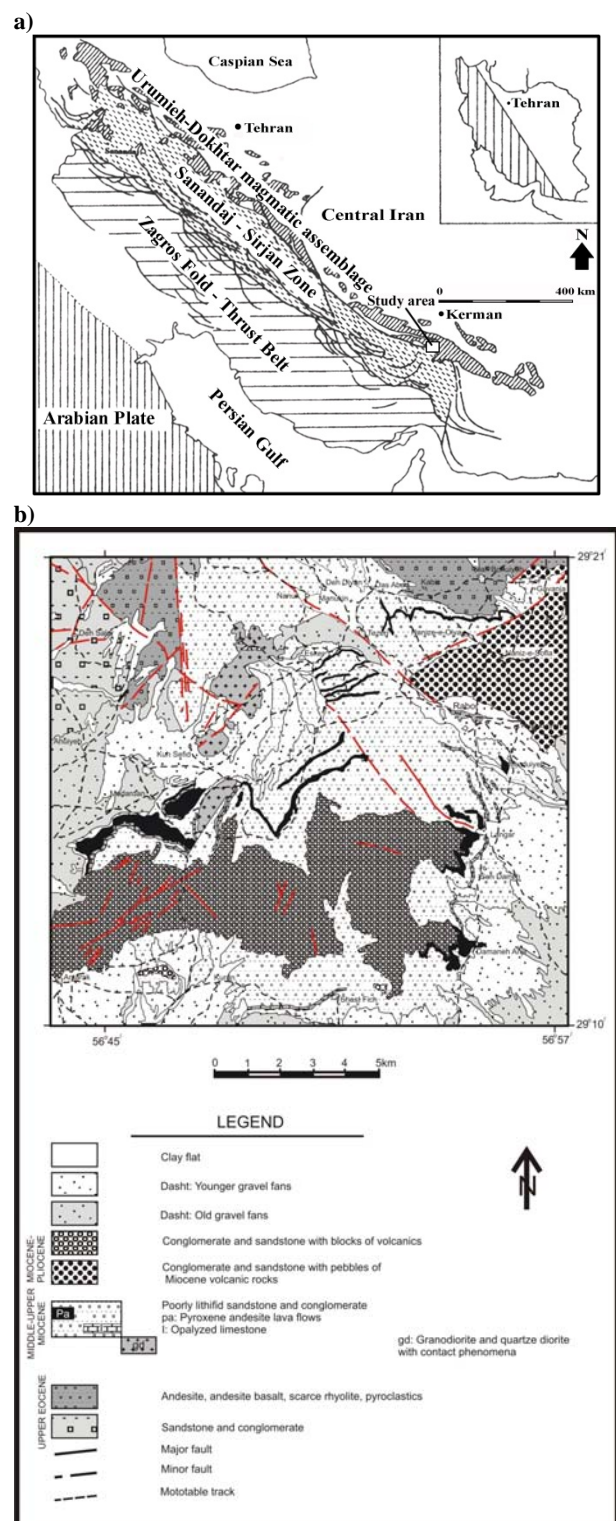 a)
Caspian Sea
Tehran
Tehran
Urumieh-Dokhtar magmatic assemblage
Sanandaj - Sirjan Zone
Central Iran
N
Zagros Fold - Thrust Belt
0 400 km
Study area
Kerman
Arabian Plate
Persian Gulf
b)
29°21'
Rabor
Kuh Sefid
Langar
29°10'
56°45'
56°57'
0 1 2 3 4 5km
LEGEND
Clay flat
N
Dasht: Younger gravel fans
Dasht: Old gravel fans
MIOCENE-
PLIOCENE
Conglomerate and sandstone with blocks of volcanics
Conglomerate and sandstone with pebbles of
Miocene volcanic rocks
MIDDLE-UPPER
MIOCENE
Pa
Poorly lithifid sandstone and conglomerate
pa: Pyroxene andesite lava flows
l: Opalyzed limestone
gd
gd: Granodiorite and quartze diorite
with contact phenomena
UPPER EOCENE
Andesite, andesite basalt, scarce rhyolite, pyroclastics
Sandstone and conglomerate
Major fault
Minor fault
Mototable track